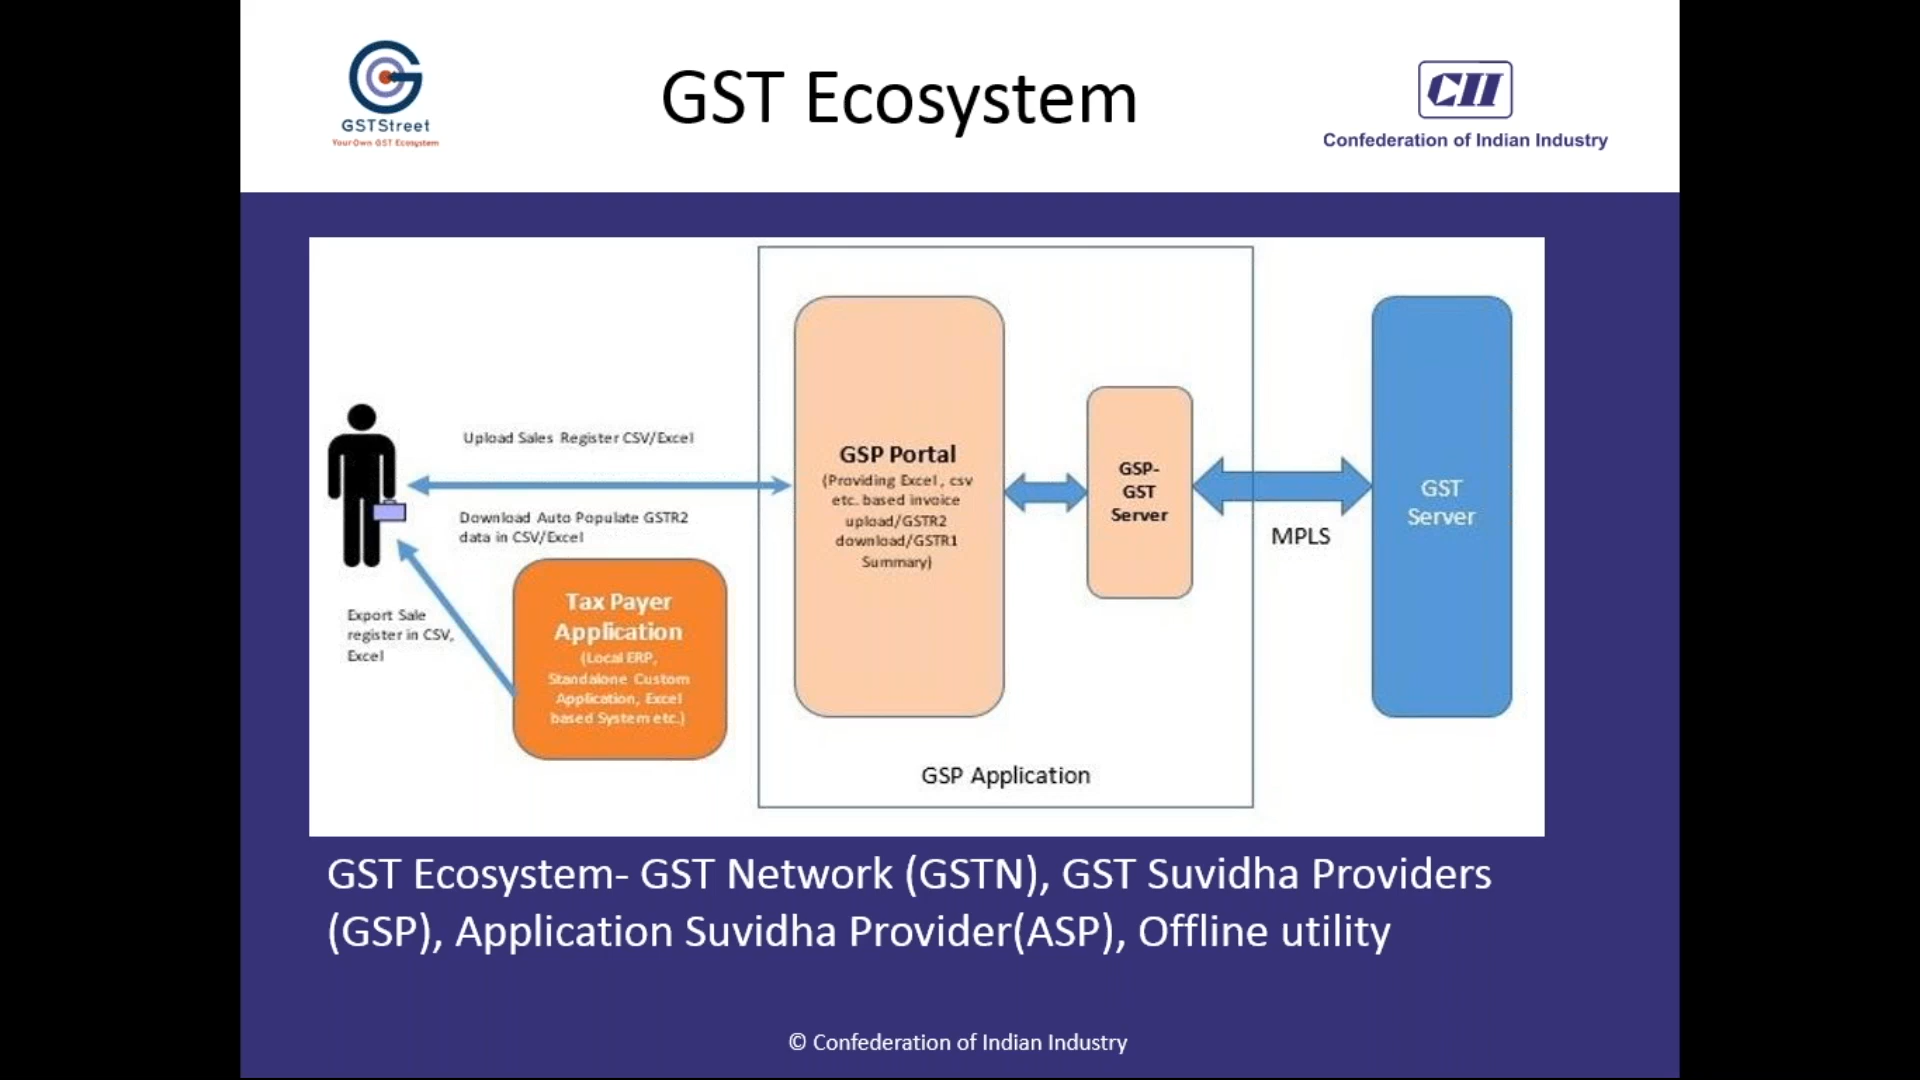 GSTStreet
Your Own GST Ecosystem
GST Ecosystem
CII
Confederation of Indian Industry
Upload Sales Register CSV/Excel
Download Auto Populate GSTR2
data in CSV/Excel
Export Sale
register in CSV,
Excel
Tax Payer
Application
(Local ERP,
Standalone Custom
Application, Excel
based System etc.)
GSP Portal
(Providing Excel , csv
etc. based invoice
upload/GSTR2
download/GSTR1
Summary)
GSP-
GST
Server
MPLS
GST
Server
GSP Application
GST Ecosystem- GST Network (GSTN), GST Suvidha Providers
(GSP), Application Suvidha Provider(ASP), Offline utility
© Confederation of Indian Industry